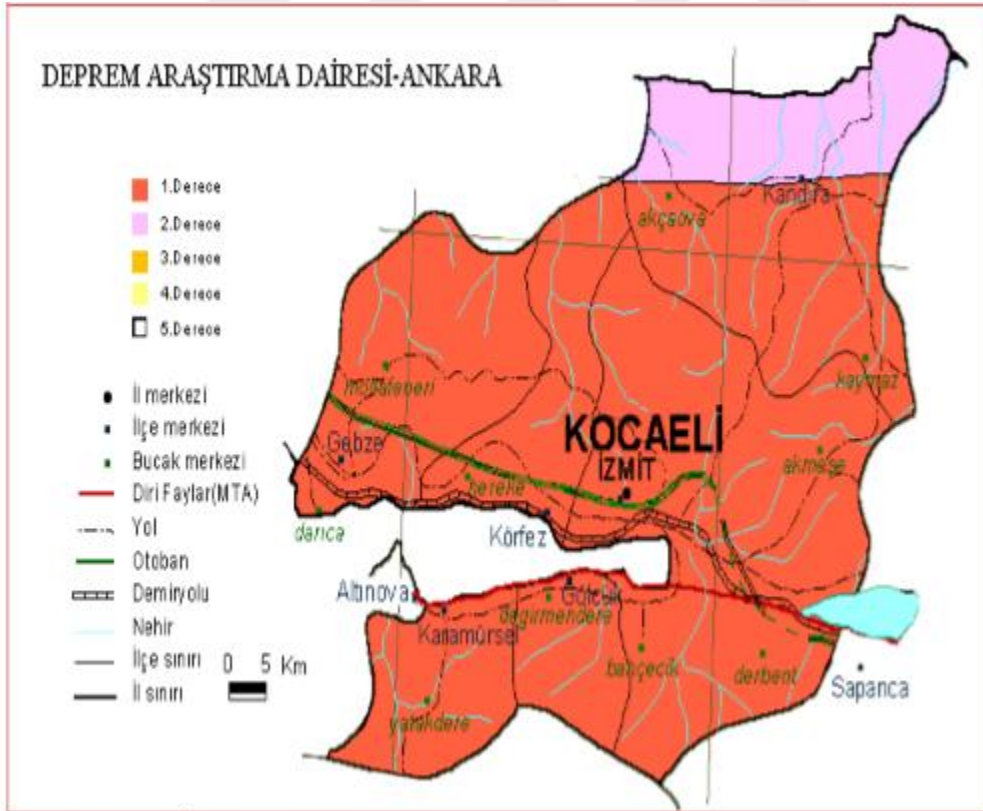 DEPREM ARAŞTIRMA DAİRESİ-ANKARA
1.Derece
2.Derece
3.Derece
4.Derece
5.Derece
İl merkezi
İlçe merkezi
Bucak merkezi
Diri Faylar(MTA)
Yol
Otoban
Demiryolu
Nehir
İlçe sınırı
İl sınırı
0 5 Km
Kandıra
akçaova
kaymaz
KOCAELİ
İZMİT
Gebze
akmeşe
hereke
darıca
Körfez
Altınova
Gölcük
değirmendere
Karamürsel
bahçecik
derbent
Sapanca
yalakdere